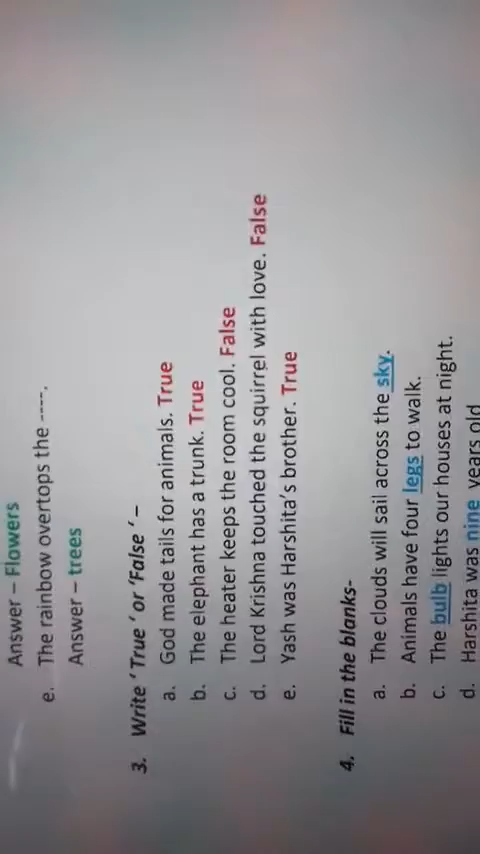 Answer – Flowers
e. The rainbow overtops the ----.
Answer – trees
3. Write ‘ True ’ or ‘False ’ –
a. God made tails for animals. True
b. The elephant has a trunk. True
c. The heater keeps the room cool. False
d. Lord Krishna touched the squirrel with love. False
e. Yash was Harshita’s brother. True
4. Fill in the blanks-
a. The clouds will sail across the sky.
b. Animals have four legs to walk.
c. The bulb lights our houses at night.
d. Harshita was nine years old